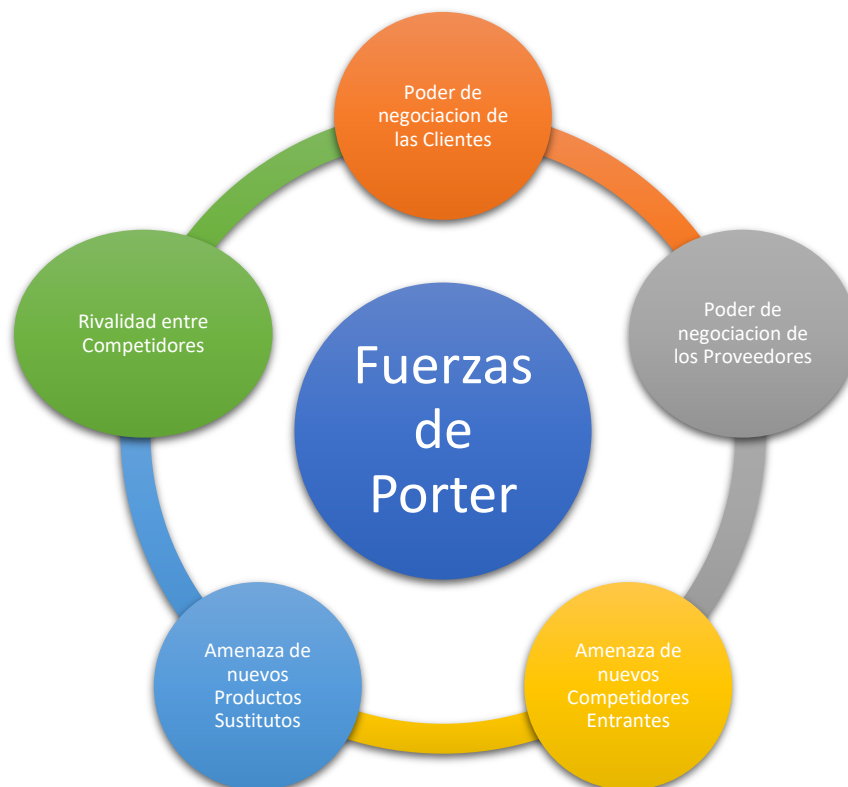 Poder de
negociacion de
las Clientes
Poder de
negociacion de
los Proveedores
Rivalidad entre
Competidores
Fuerzas
de
Porter
Amenaza de
nuevos
Productos
Sustitutos
Amenaza de
nuevos
Competidores
Entrantes